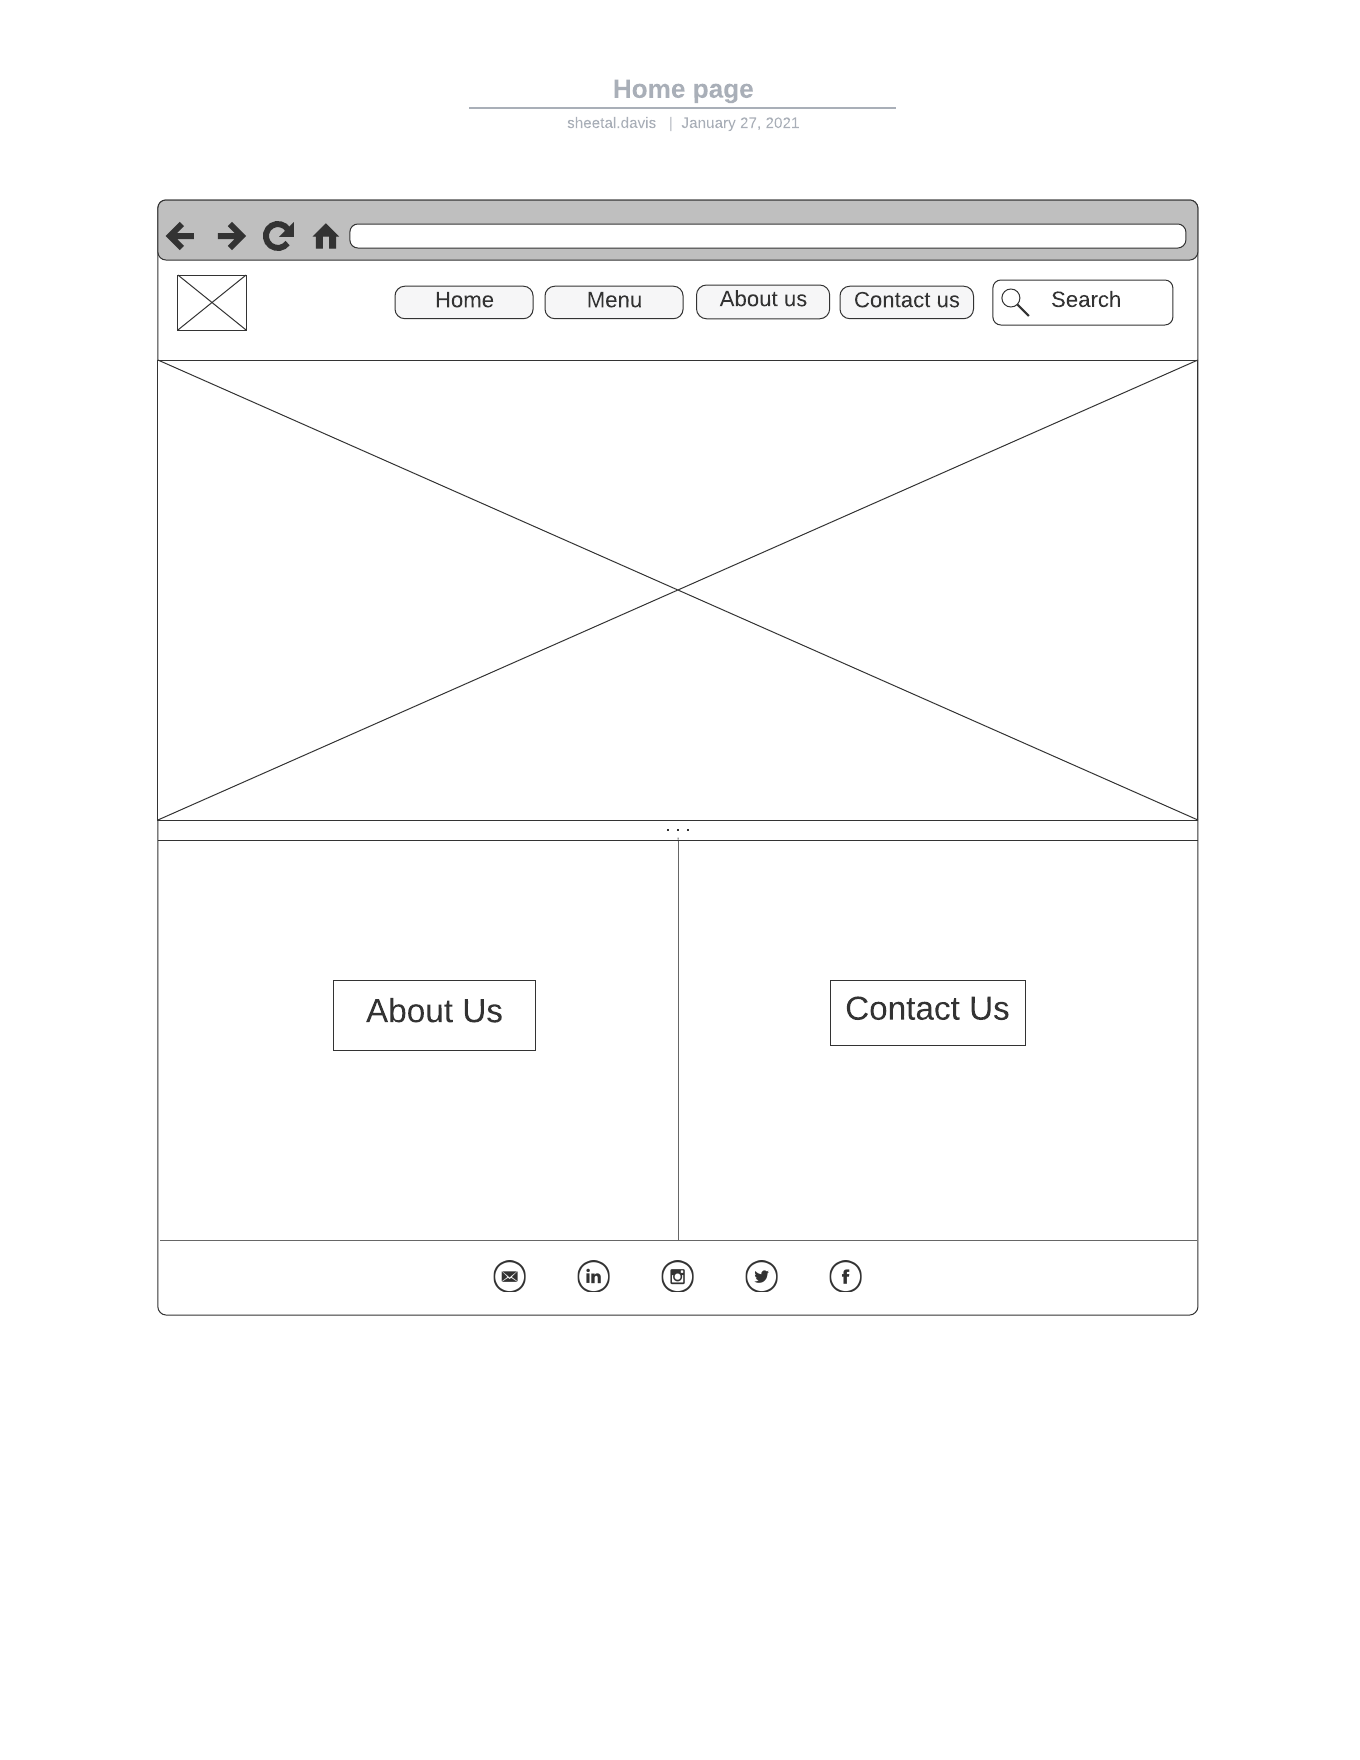 Home page
sheetal.davis | January 27, 2021
Home Menu About us Contact us Search
...
About Us Contact Us